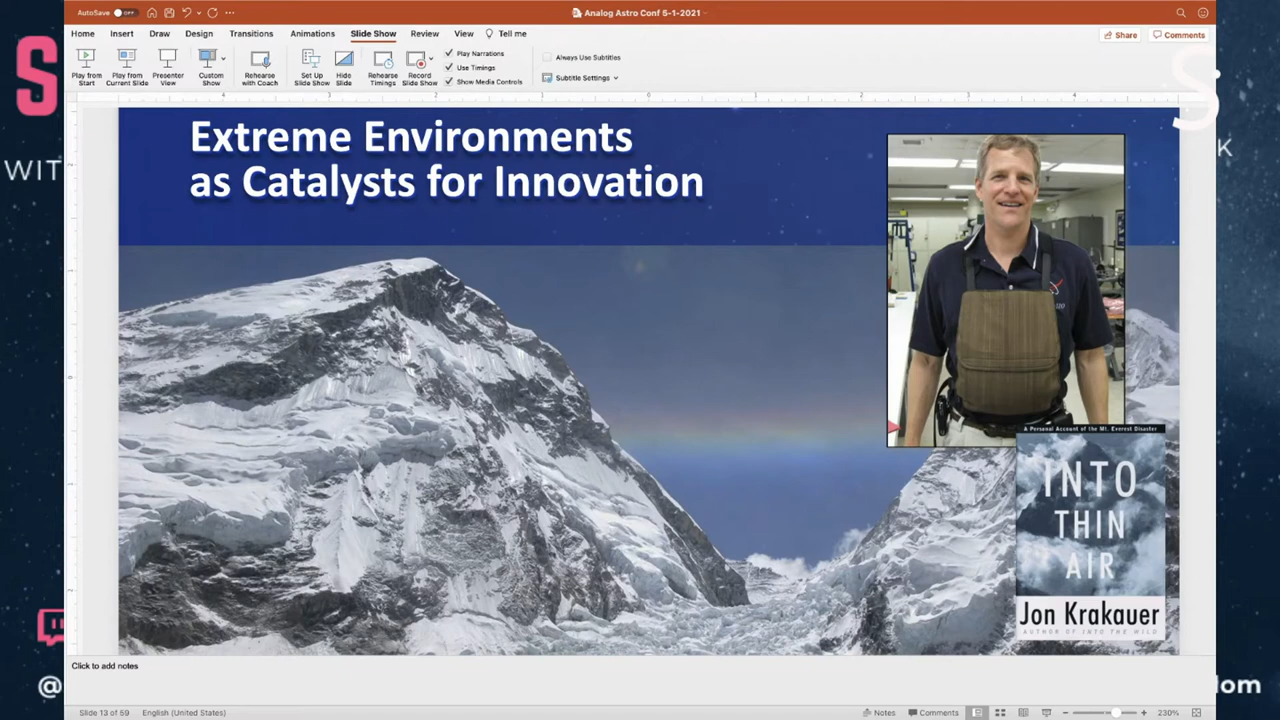 AutoSave OFF
Analog Astro Conf 5-1-2021
Home Insert Draw Design Transitions Animations Slide Show Review View Tell me
Share Comments
Play from Start
Play from Current Slide
Presenter View
Custom Show
Rehearse with Coach
Set Up Slide Show
Hide Slide
Rehearse Timings
Record Slide Show
Play Narrations
Use Timings
Show Media Controls
Always Use Subtitles
Subtitle Settings
S
S
WIT
K
Extreme Environments
as Catalysts for Innovation
A Personal Account of the Mt. Everest Disaster
INTO
THIN
AIR
Jon Krakauer
AUTHOR OF INTO THE WILD
Click to add notes
@
dom
Slide 13 of 59 English (United States) Notes Comments 230%